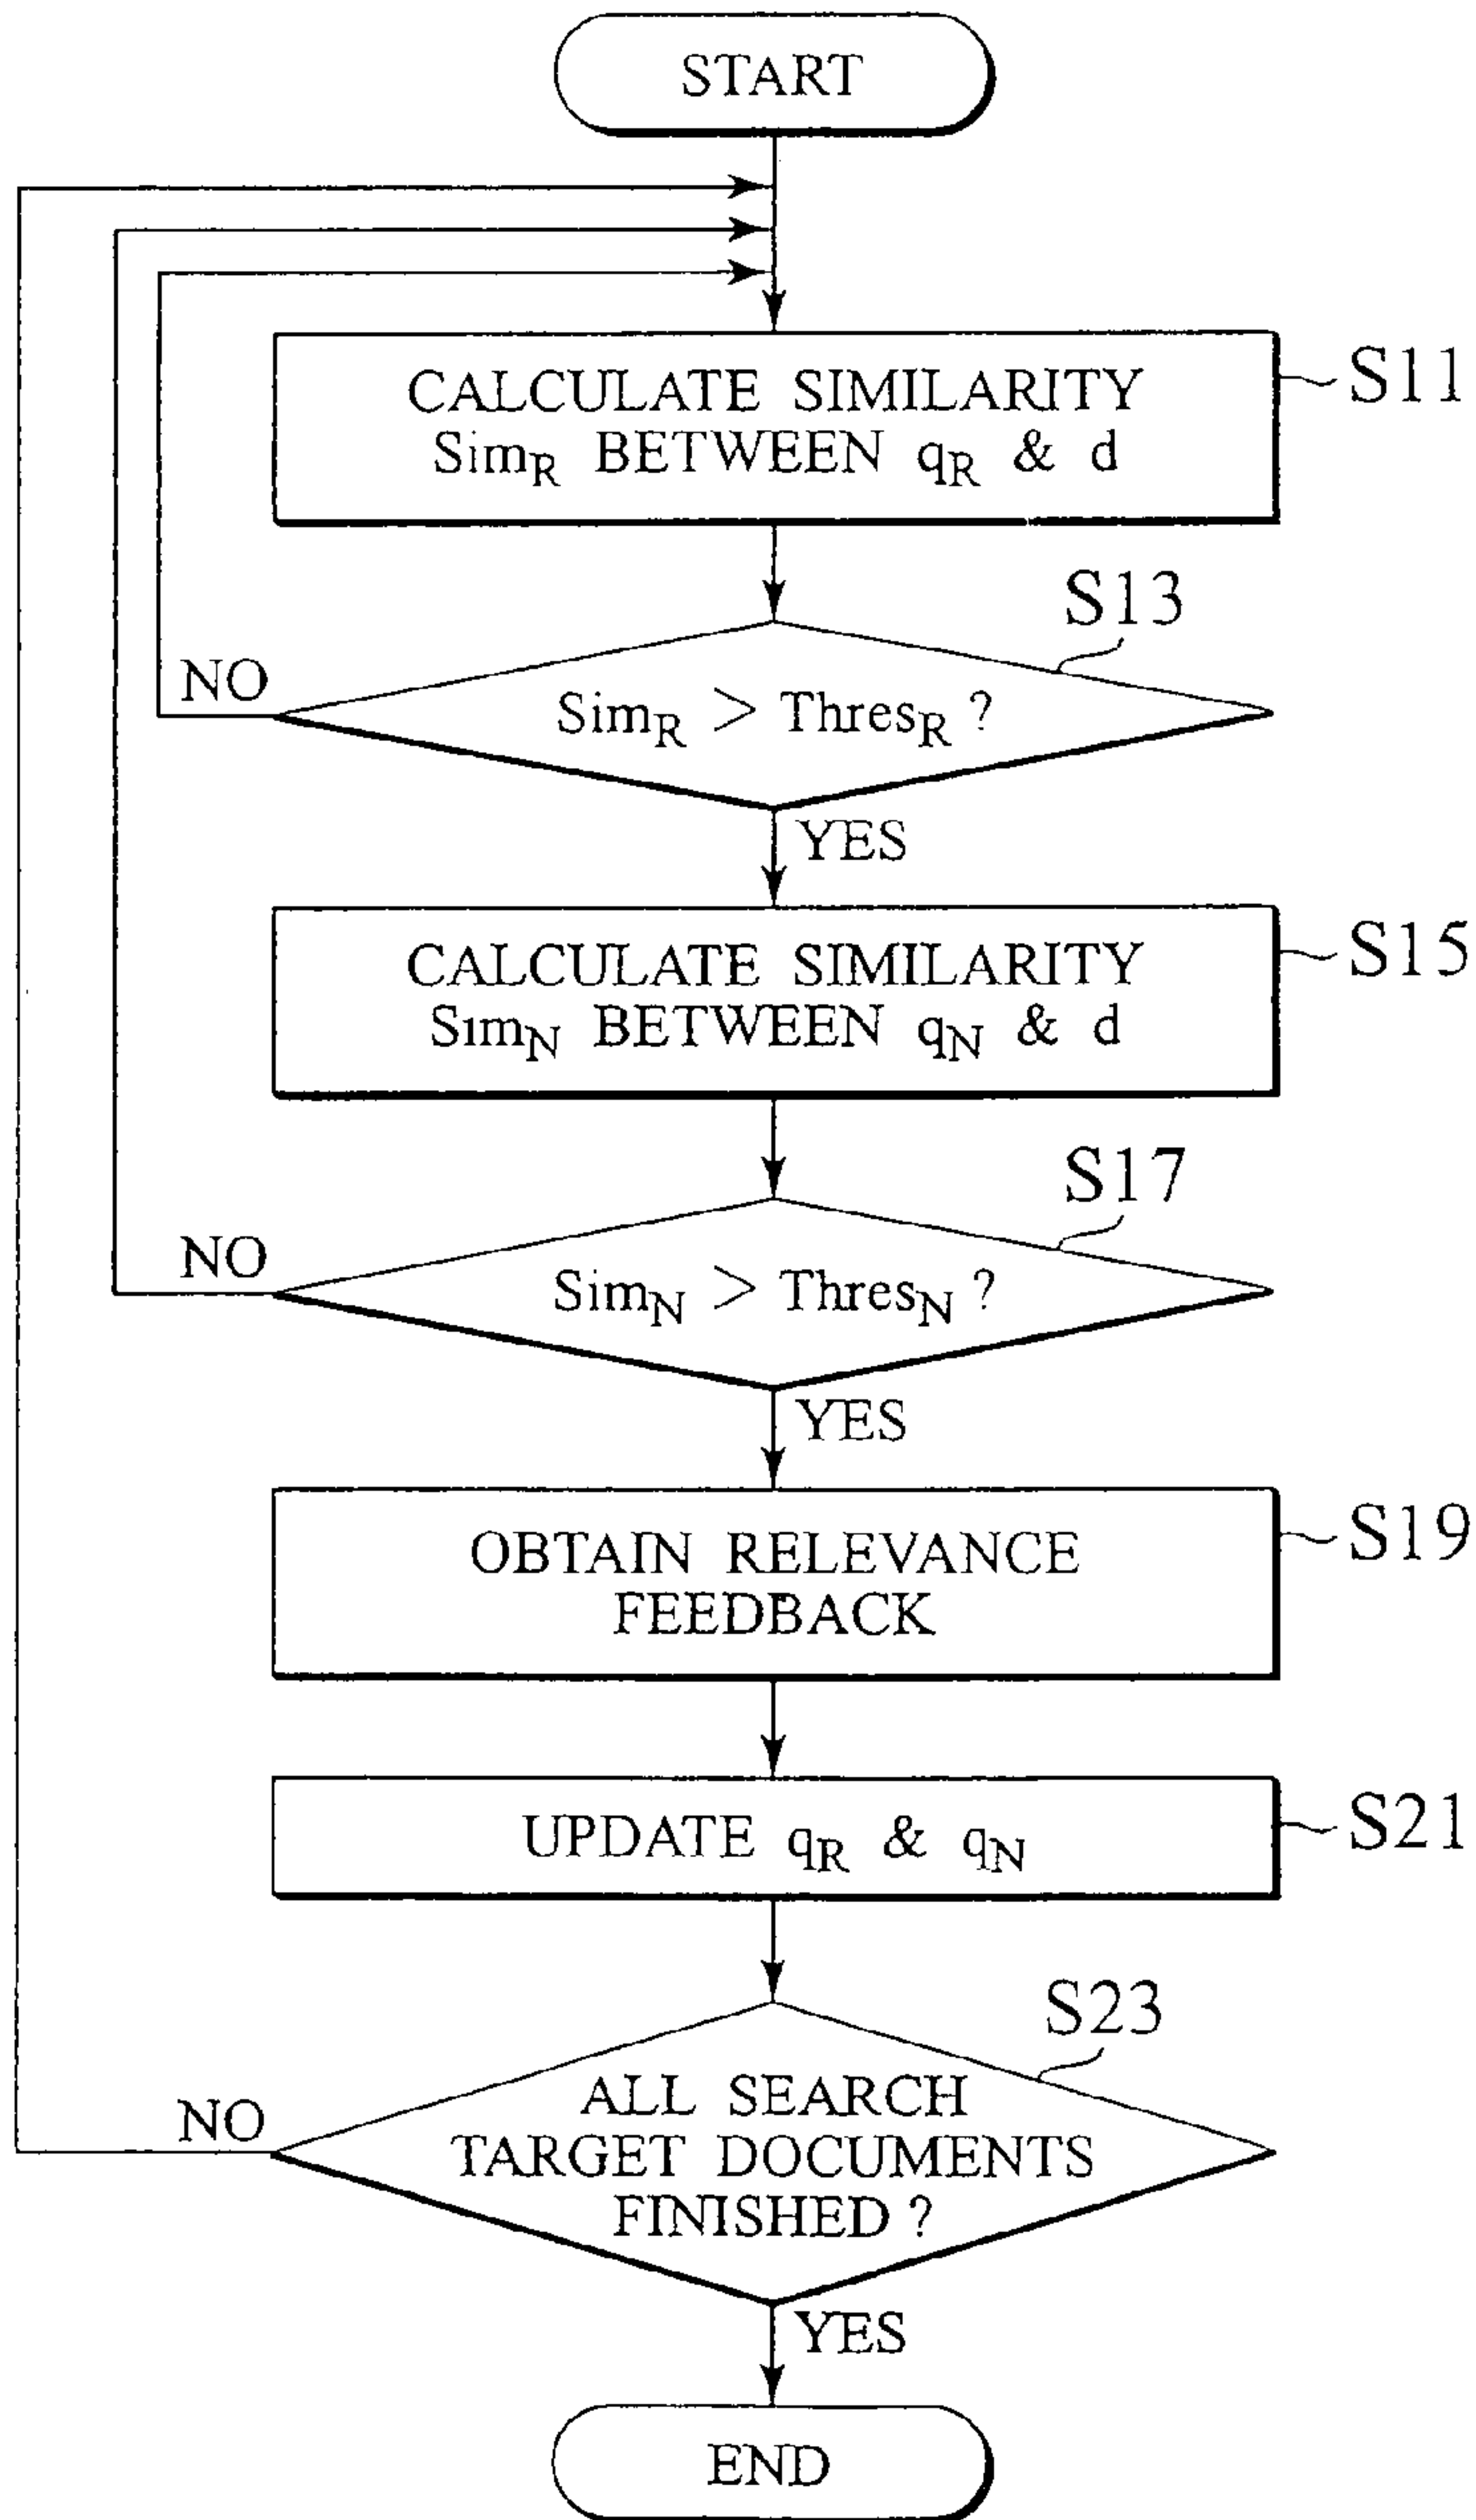 START
CALCULATE SIMILARITY
SimR BETWEEN qR & d
S11
S13
NO
SimR > ThresR ?
YES
CALCULATE SIMILARITY
SimN BETWEEN qN & d
S15
S17
NO
SimN > ThresN ?
YES
OBTAIN RELEVANCE
FEEDBACK
S19
UPDATE qR & qN
S21
S23
NO
ALL SEARCH
TARGET DOCUMENTS
FINISHED ?
YES
END